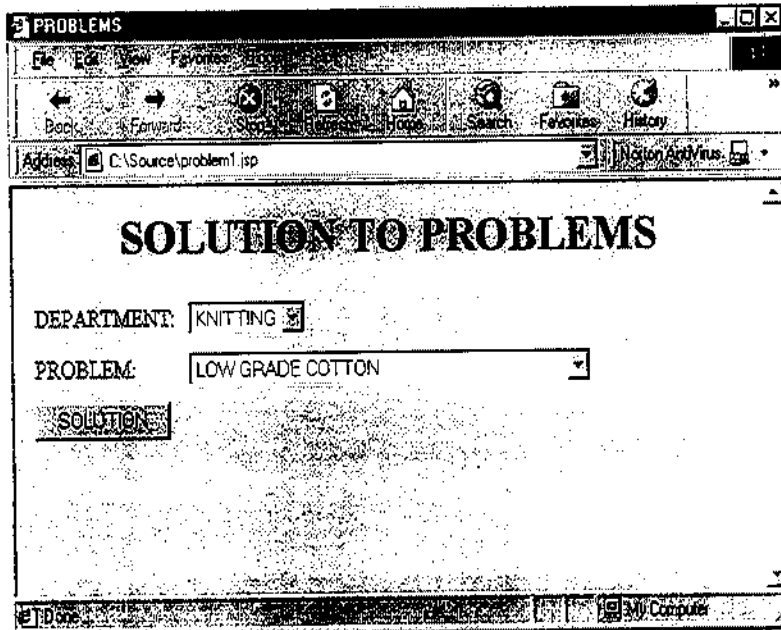 PROBLEMS
File Edit View Favorites
Back Forward Stop Refresh Home Search Favorites History
Address C:\Source\problem1.jsp Norton AntiVirus
SOLUTION TO PROBLEMS
DEPARTMENT: KNITTING
PROBLEM: LOW GRADE COTTON
SOLUTION
Done My Computer